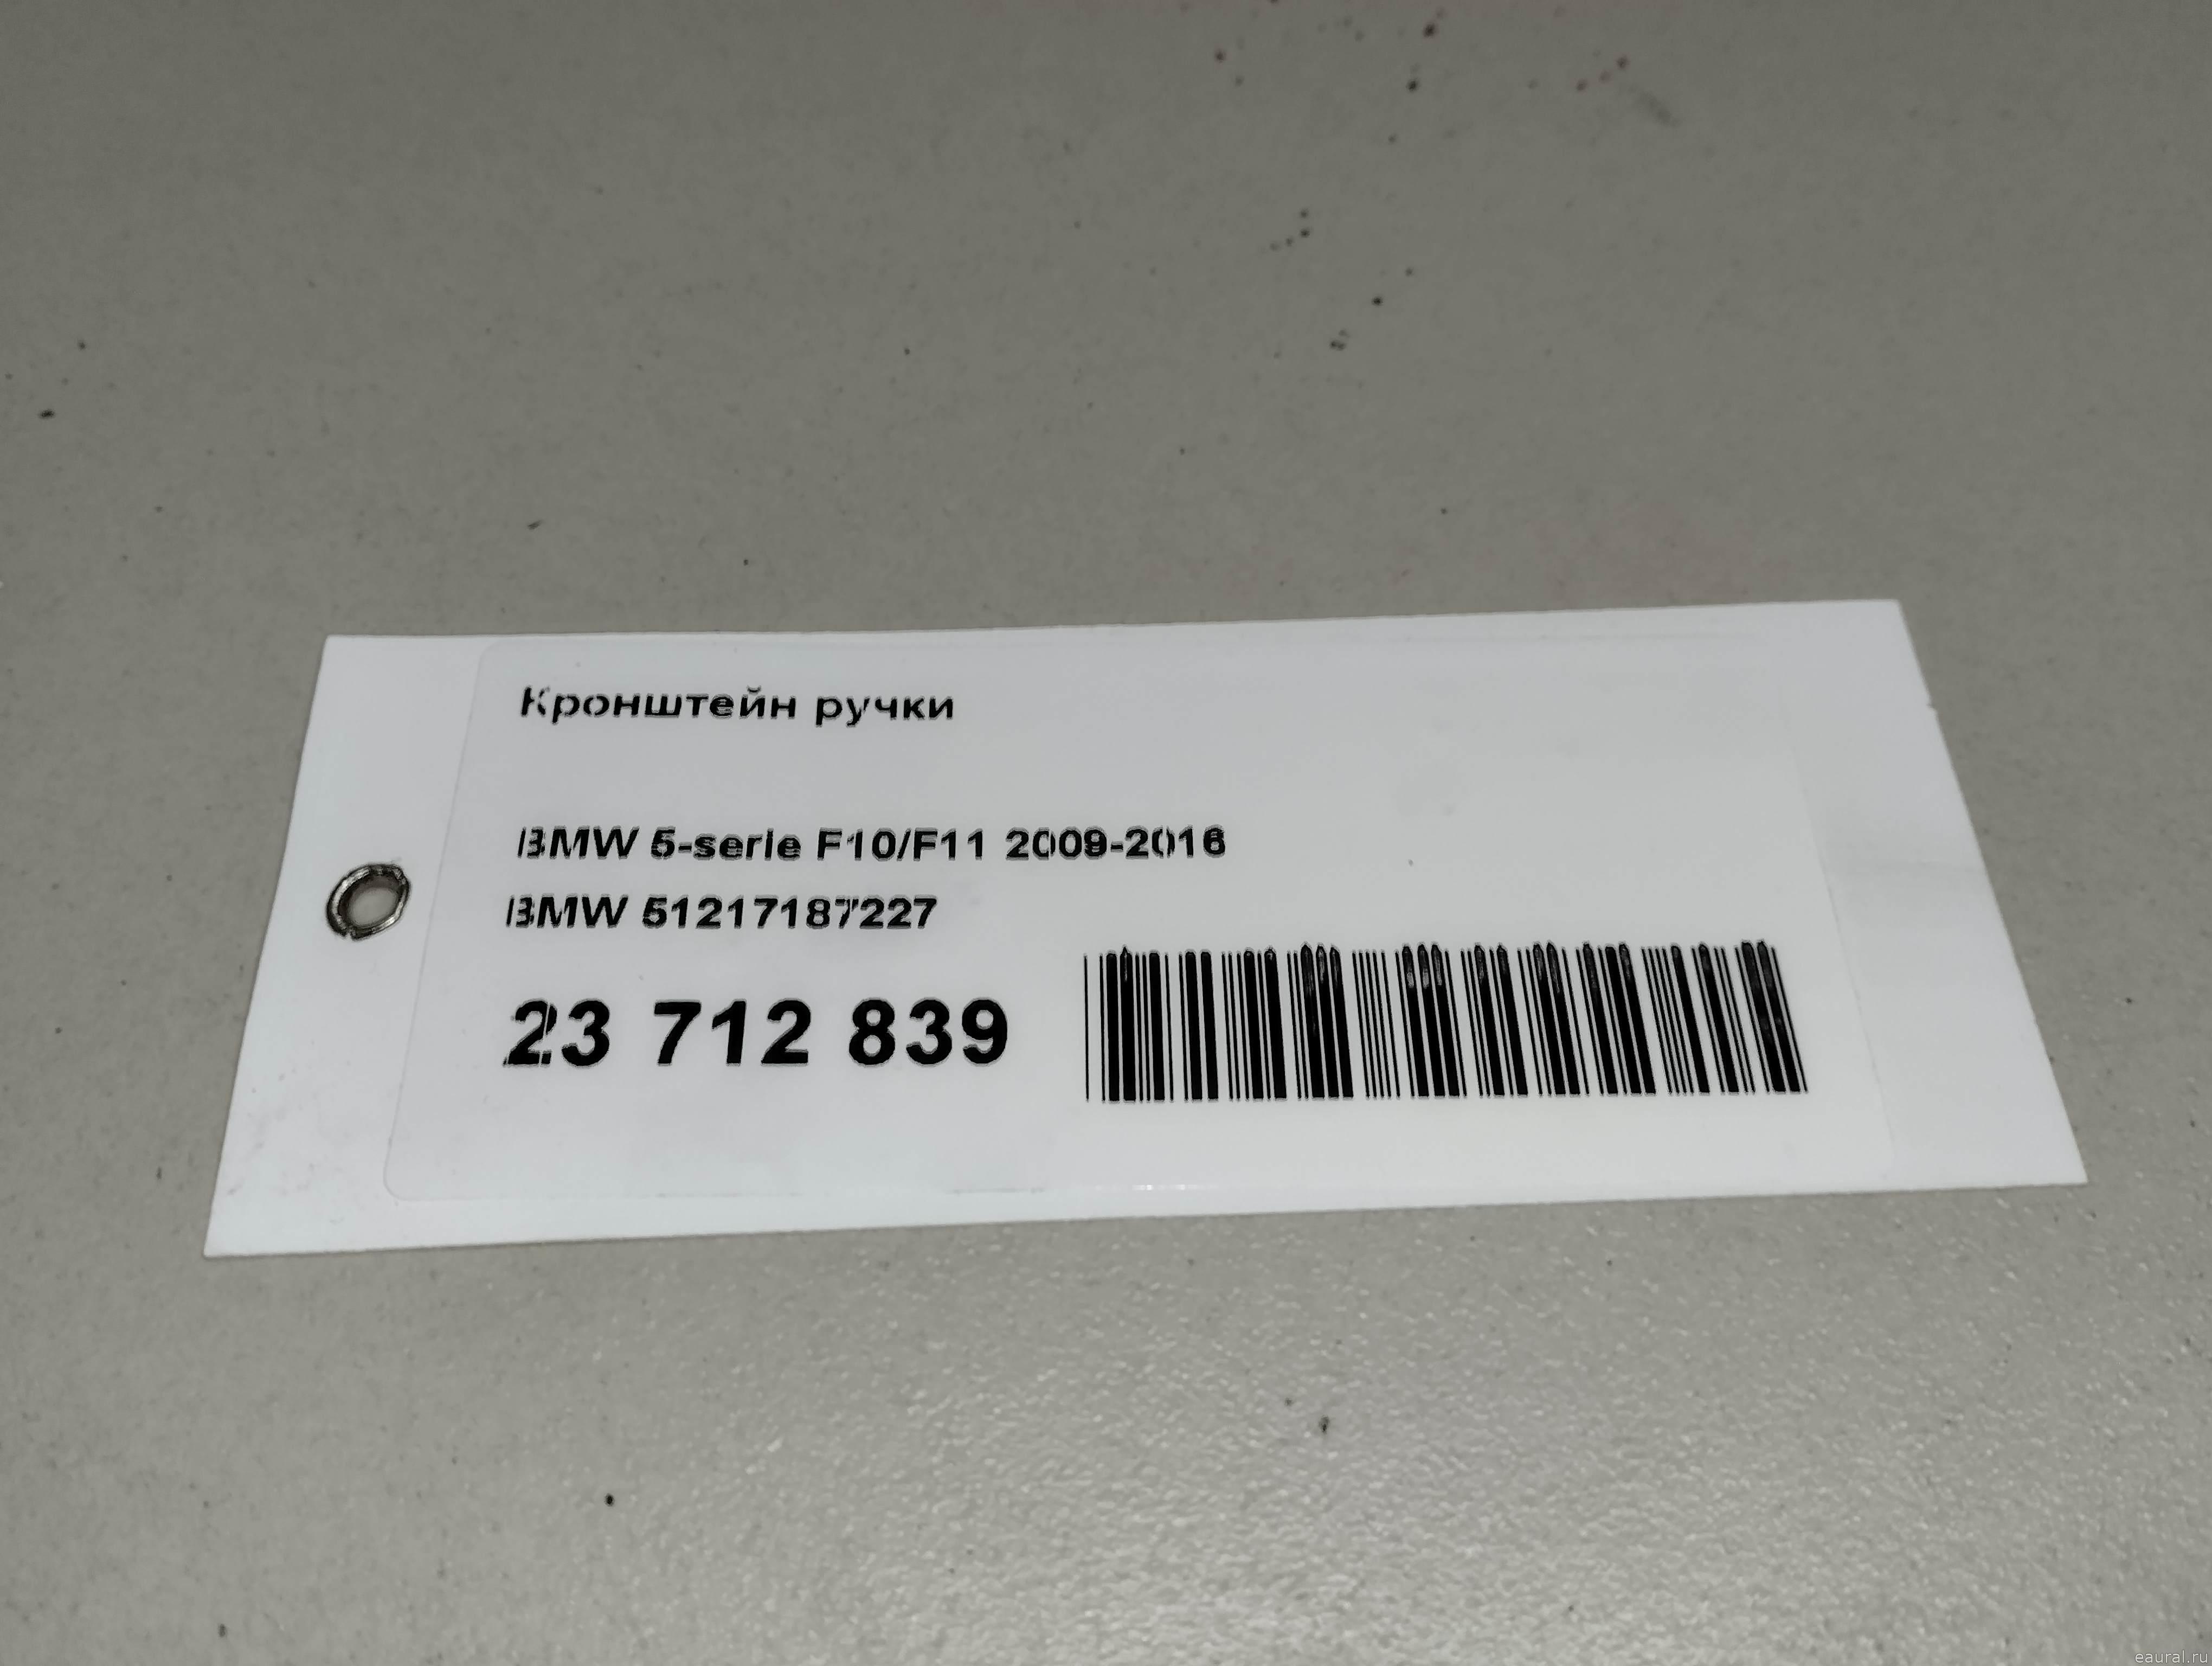 Кронштейн ручки
BMW 5-serie F10/F11 2009-2016
BMW 51217187227
23 712 839
eaural.ru